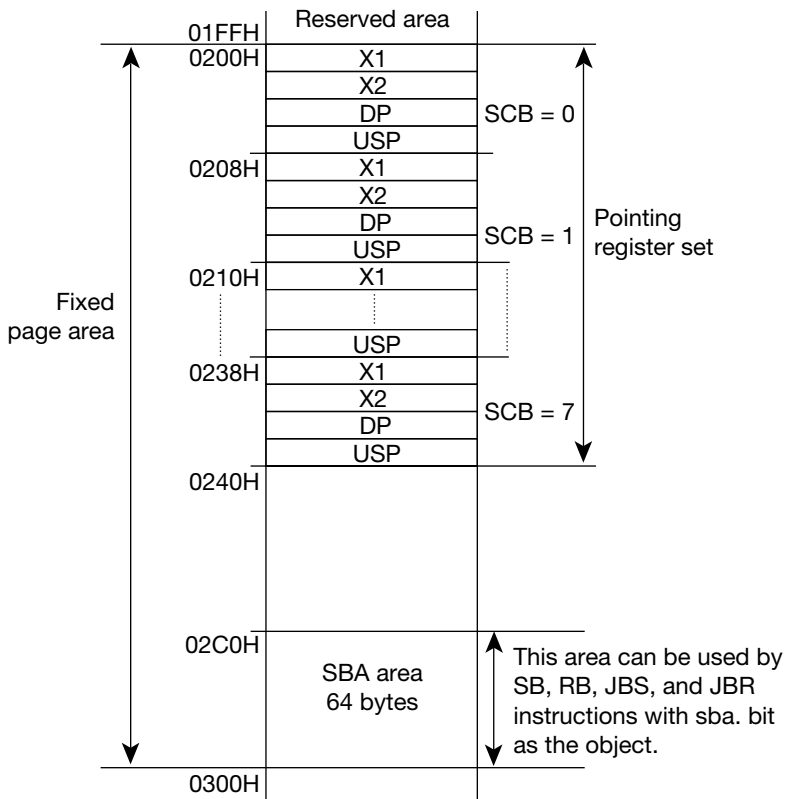 Reserved area
01FFH
0200H
X1
X2
DP
USP
SCB = 0
0208H
X1
X2
DP
USP
SCB = 1
Pointing
register set
0210H
X1
Fixed
page area
USP
0238H
X1
X2
DP
USP
SCB = 7
0240H
02C0H
SBA area
64 bytes
This area can be used by
SB, RB, JBS, and JBR
instructions with sba. bit
as the object.
0300H